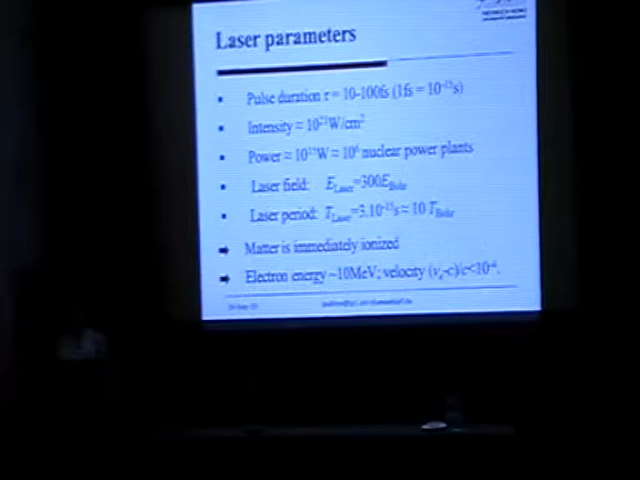 Laser parameters
▪ Pulse duration τ = 10-100fs (1fs = 10⁻¹⁵s)
▪ Intensity ≈ 10²¹W/cm²
▪ Power ≈ 10¹⁵W ≈ 10⁶ nuclear power plants
▪ Laser field: E_Laser=300E_Bohr
▪ Laser period: T_Laser=3.10⁻¹⁵s ≈ 10 T_Bohr
➡ Matter is immediately ionized
➡ Electron energy ~10MeV; velocity (vₑ-c)/c<10⁻⁴.